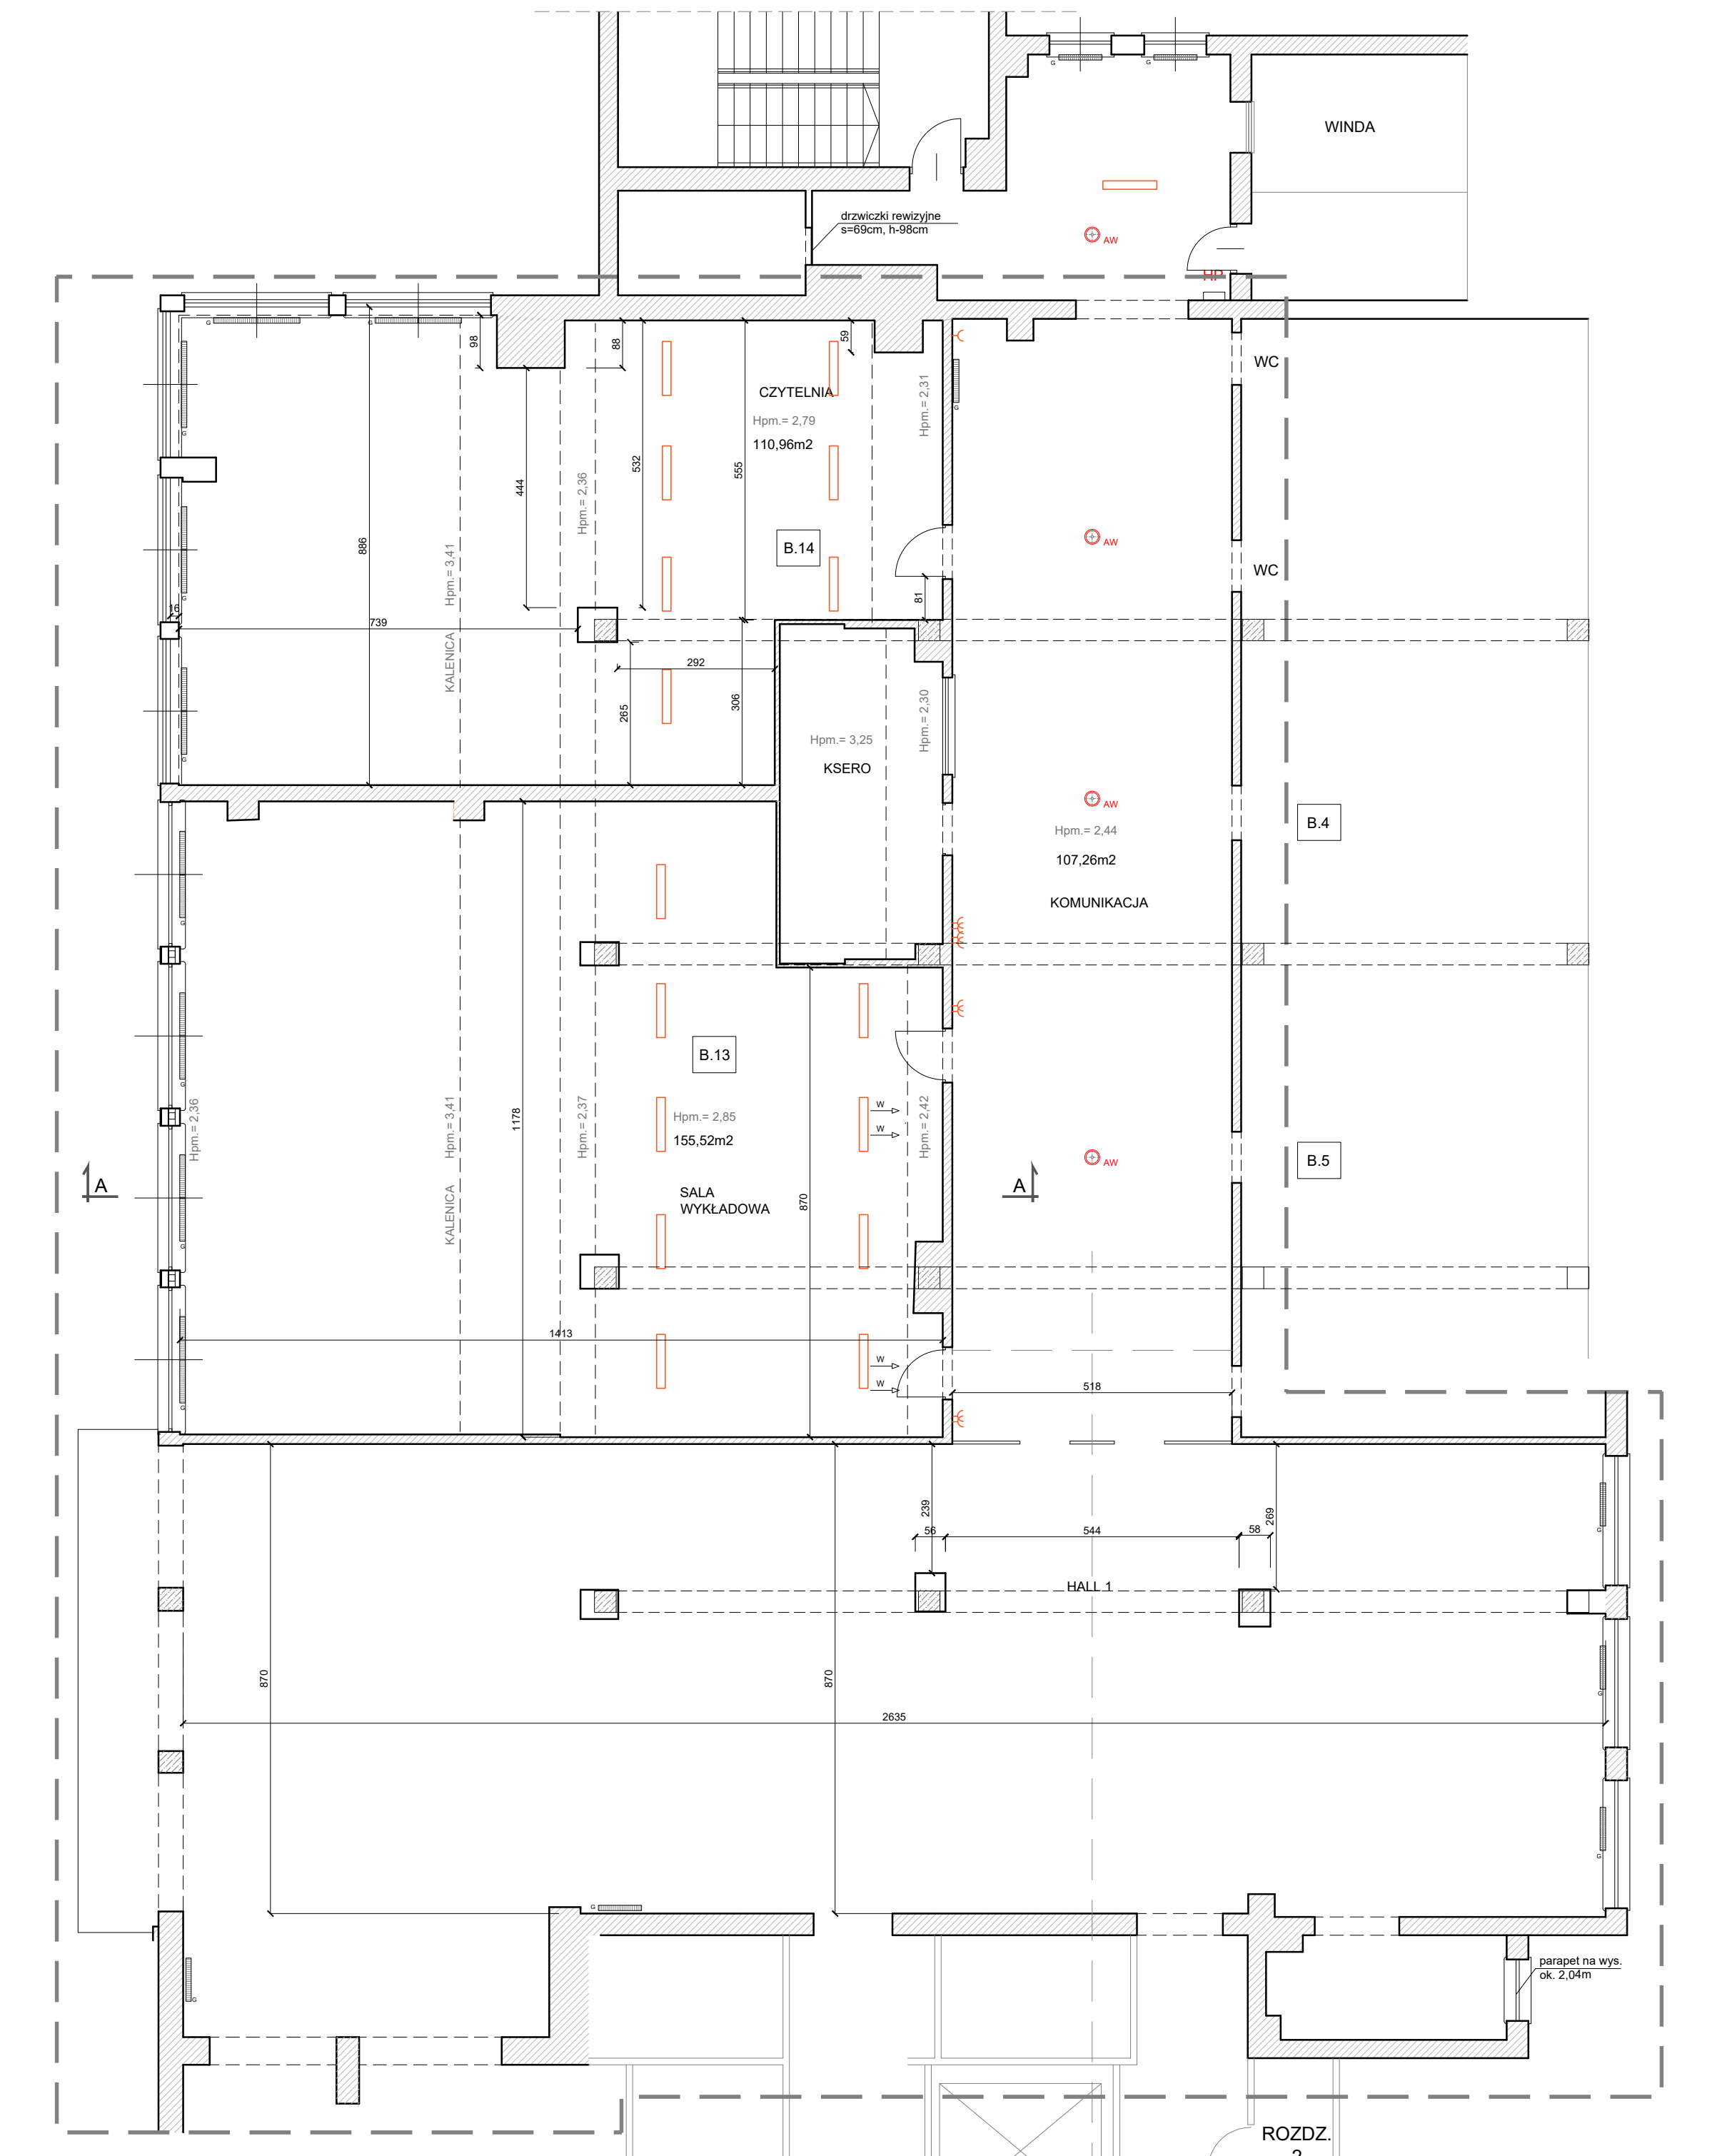 WINDA
G
G
drzwiczki rewizyjne
s=69cm, h-98cm
AW
HP
G
G
98
88
59
WC
CZYTELNIA
Hpm.= 2,79
110,96m2
Hpm.= 2,31
G
G
532
555
444
Hpm.= 2,36
886
B.14
AW
Hpm.= 3,41
WC
G
16
739
81
KALENICA
292
265
306
Hpm.= 2,30
Hpm.= 3,25
KSERO
G
AW
Hpm.= 2,44
B.4
107,26m2
KOMUNIKACJA
G
B.13
G
Hpm.= 2,36
Hpm.= 3,41
1178
Hpm.= 2,37
Hpm.= 2,85
155,52m2
W
W
Hpm.= 2,42
AW
B.5
A
KALENICA
SALA
WYKŁADOWA
870
A
G
1413
W
W
518
G
239
56
544
58
269
G
HALL 1
870
870
G
2635
G
G
parapet na wys.
ok. 2,04m
G
ROZDZ.